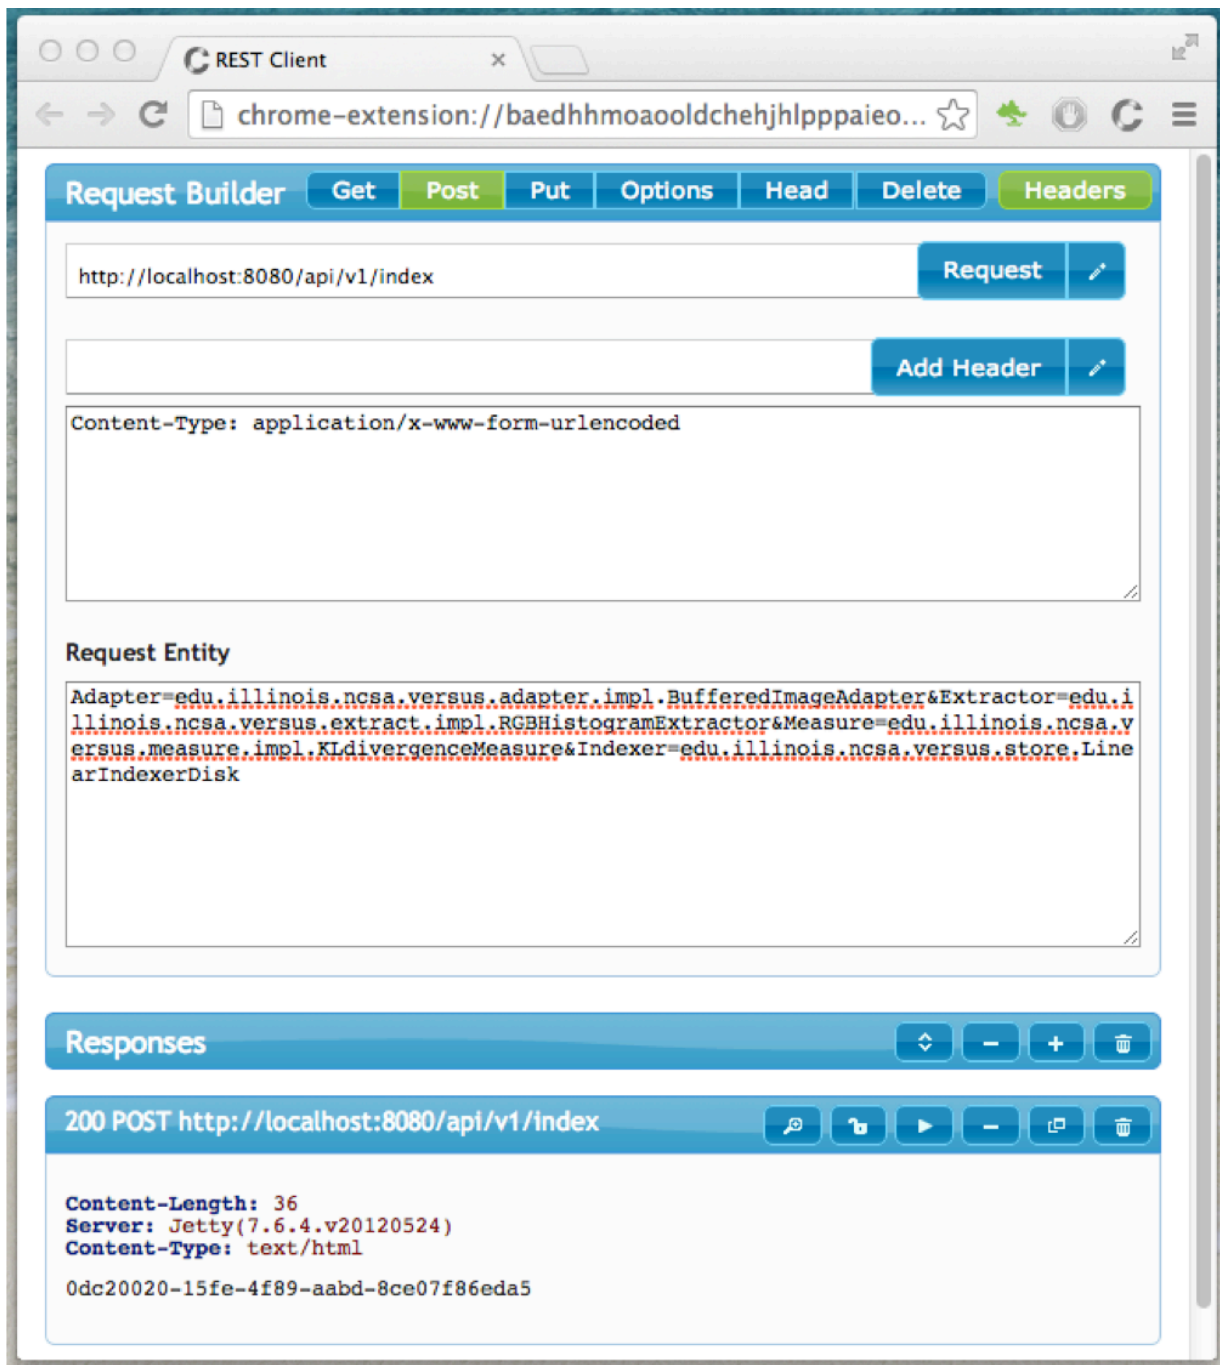 REST Client
chrome-extension://baedhhmoaooldchehjhlpppaieo...
Request Builder Get Post Put Options Head Delete Headers
http://localhost:8080/api/v1/index Request
Add Header
Content-Type: application/x-www-form-urlencoded
Request Entity
Adapter=edu.illinois.ncsa.versus.adapter.impl.BufferedImageAdapter&Extractor=edu.i
llinois.ncsa.versus.extract.impl.RGBHistogramExtractor&Measure=edu.illinois.ncsa.v
ersus.measure.impl.KLdivergenceMeasure&Indexer=edu.illinois.ncsa.versus.store.Line
arIndexerDisk
Responses
200 POST http://localhost:8080/api/v1/index
Content-Length: 36
Server: Jetty(7.6.4.v20120524)
Content-Type: text/html
0dc20020-15fe-4f89-aabd-8ce07f86eda5